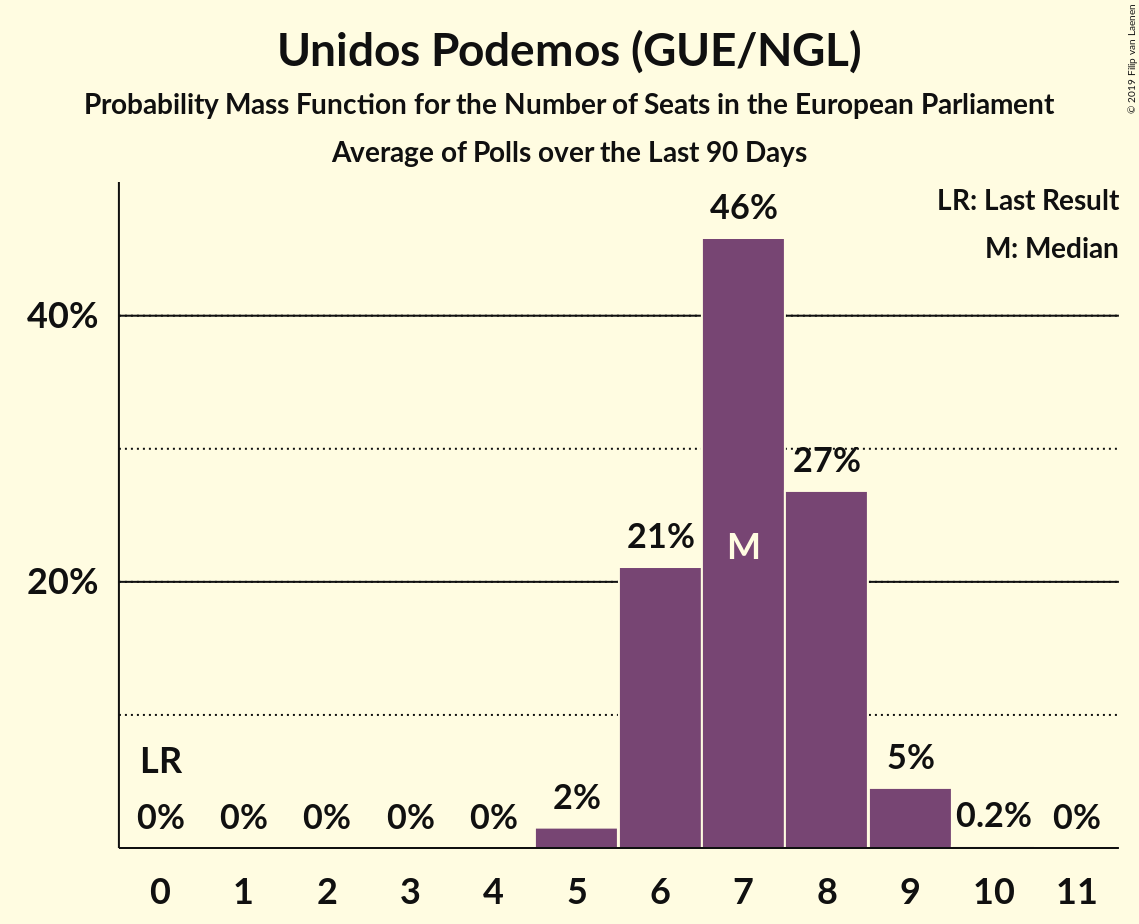 Unidos Podemos (GUE/NGL)
Probability Mass Function for the Number of Seats in the European Parliament
Average of Polls over the Last 90 Days
© 2019 Filip van Laenen
LR: Last Result
M: Median
46%
40%
27%
21%
M
20%
LR
5%
2%
0% 0% 0% 0% 0% 0.2% 0%
0 1 2 3 4 5 6 7 8 9 10 11